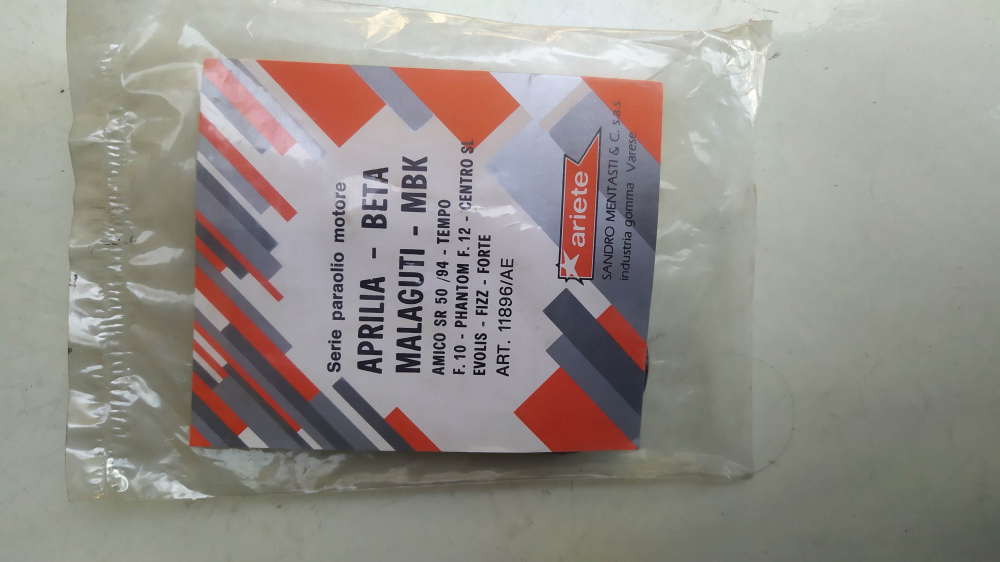 Serie paraolio motore
APRILIA - BETA
MALAGUTI - MBK
AMICO SR 50 /94 - TEMPO
F. 10 - PHANTOM F. 12 - CENTRO SL
EVOLIS - FIZZ - FORTE
ART. 11896/AE
ariete
SANDRO MENTASTI & C. s.a.s.
industria gomma Varese